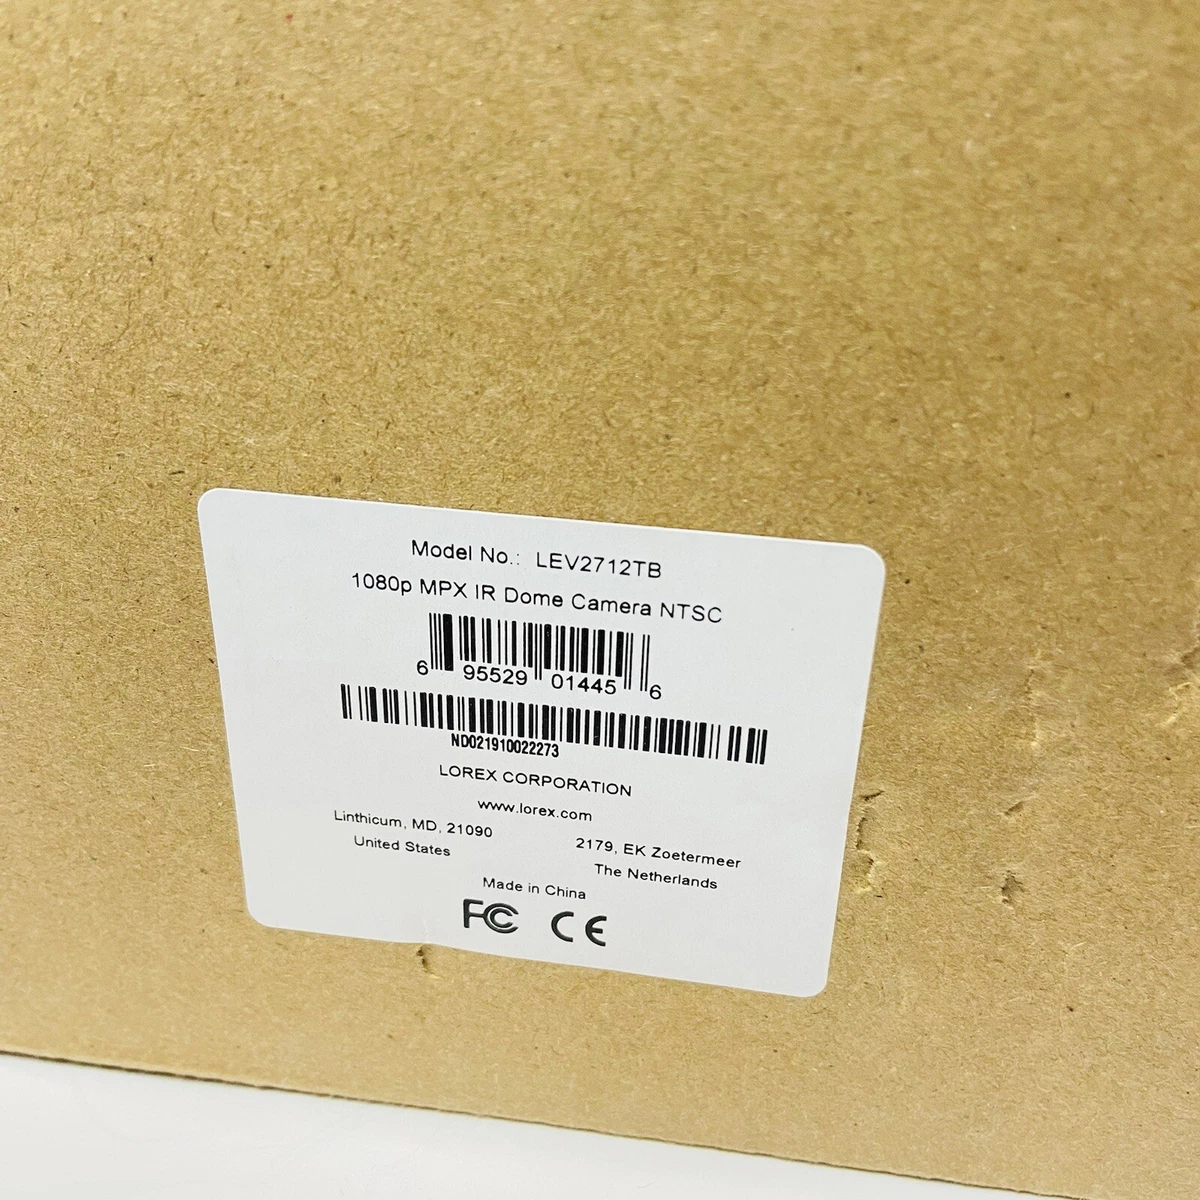 Model No.: LEV2712TB
1080p MPX IR Dome Camera NTSC
6 95529 01445 6
ND021910022273
LOREX CORPORATION
www.lorex.com
Linthicum, MD, 21090
United States
2179, EK Zoetermeer
The Netherlands
Made in China
FC CE